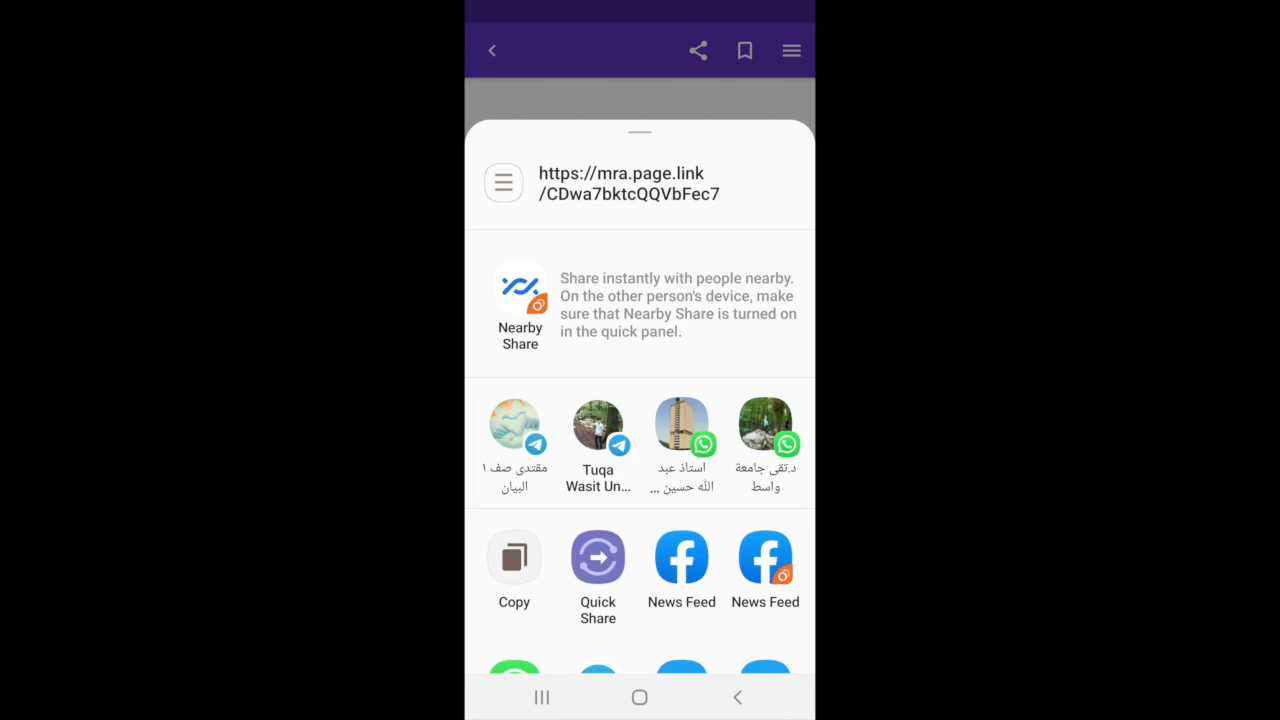 https://mra.page.link
/CDwa7bktcQQVbFec7
Share instantly with people nearby.
On the other person's device, make
sure that Nearby Share is turned on
in the quick panel.
Nearby
Share
مقتدى صف ١
البيان
Tuqa
Wasit Un...
استاذ عبد
الله حسين ...
د.تقى جامعة
واسط
Copy
Quick
Share
News Feed
News Feed